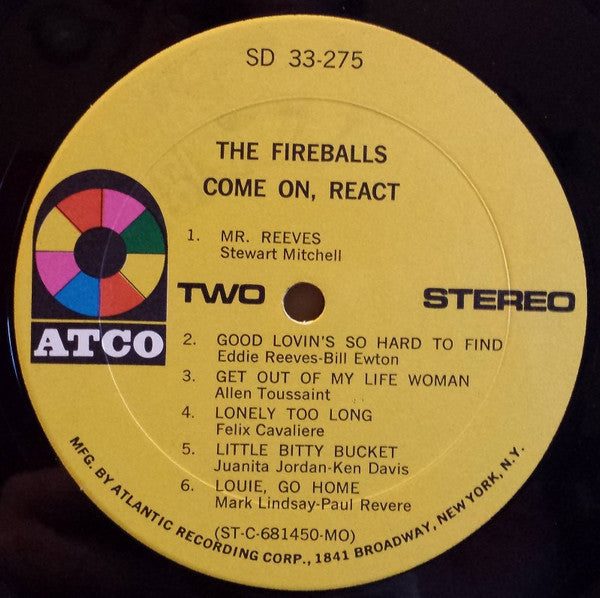 SD 33-275
THE FIREBALLS
COME ON, REACT
1. MR. REEVES
Stewart Mitchell
TWO
STEREO
ATCO
2. GOOD LOVIN'S SO HARD TO FIND
Eddie Reeves-Bill Ewton
3. GET OUT OF MY LIFE WOMAN
Allen Toussaint
4. LONELY TOO LONG
Felix Cavaliere
5. LITTLE BITTY BUCKET
Juanita Jordan-Ken Davis
6. LOUIE, GO HOME
Mark Lindsay-Paul Revere
(ST-C-681450-MO)
MFG. BY ATLANTIC RECORDING CORP., 1841 BROADWAY, NEW YORK, N.Y.